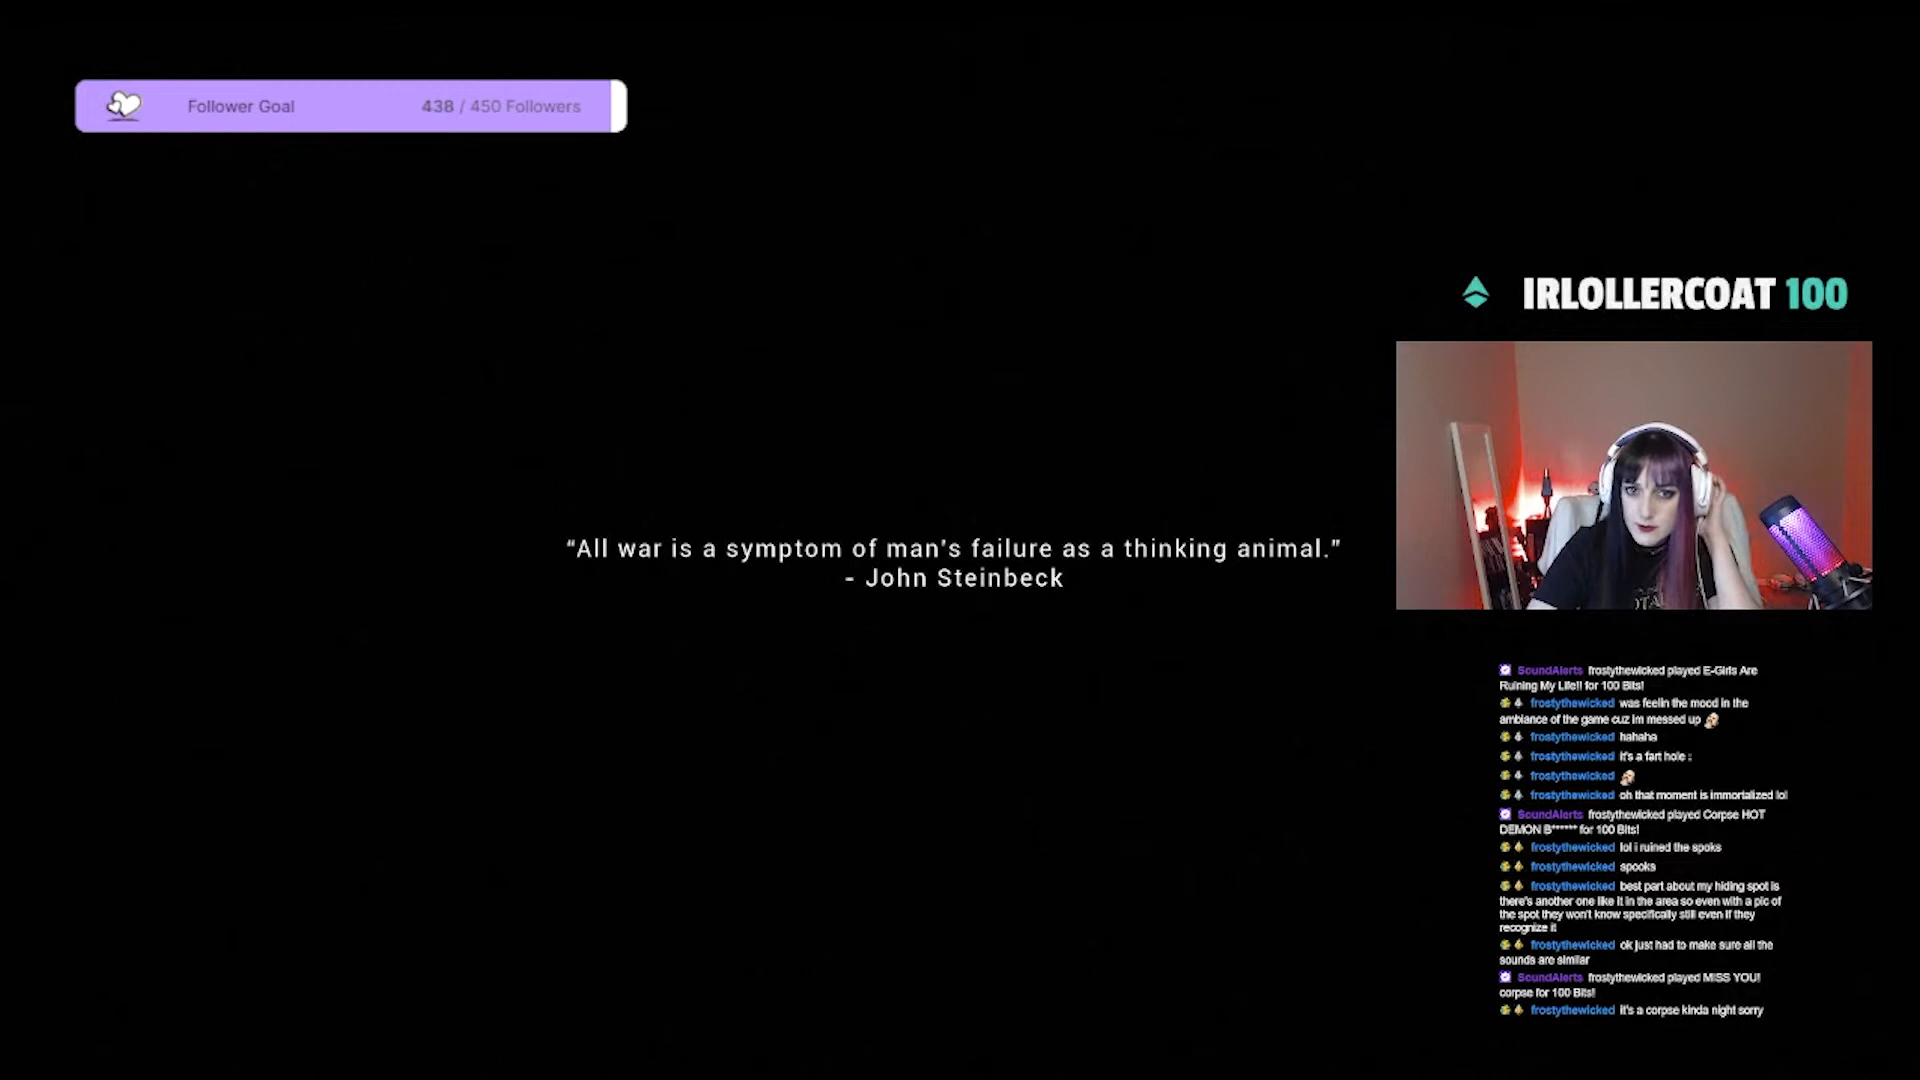 Follower Goal 438 / 450 Followers
IRLOLLERCOAT 100
“All war is a symptom of man's failure as a thinking animal.”
- John Steinbeck
SoundAlerts frostythewicked played E-Girls Are
Ruining My Life!! for 100 Bits!
frostythewicked was feelin the mood in the
ambiance of the game cuz im messed up
frostythewicked hahaha
frostythewicked it's a fart hole :
frostythewicked
frostythewicked oh that moment is immortalized lol
SoundAlerts frostythewicked played Corpse HOT
DEMON B****** for 100 Bits!
frostythewicked lol i ruined the spoks
frostythewicked spooks
frostythewicked best part about my hiding spot is
there's another one like it in the area so even with a pic of
the spot they won't know specifically still even if they
recognize it
frostythewicked ok just had to make sure all the
sounds are similar
SoundAlerts frostythewicked played MISS YOU!
corpse for 100 Bits!
frostythewicked it's a corpse kinda night sorry